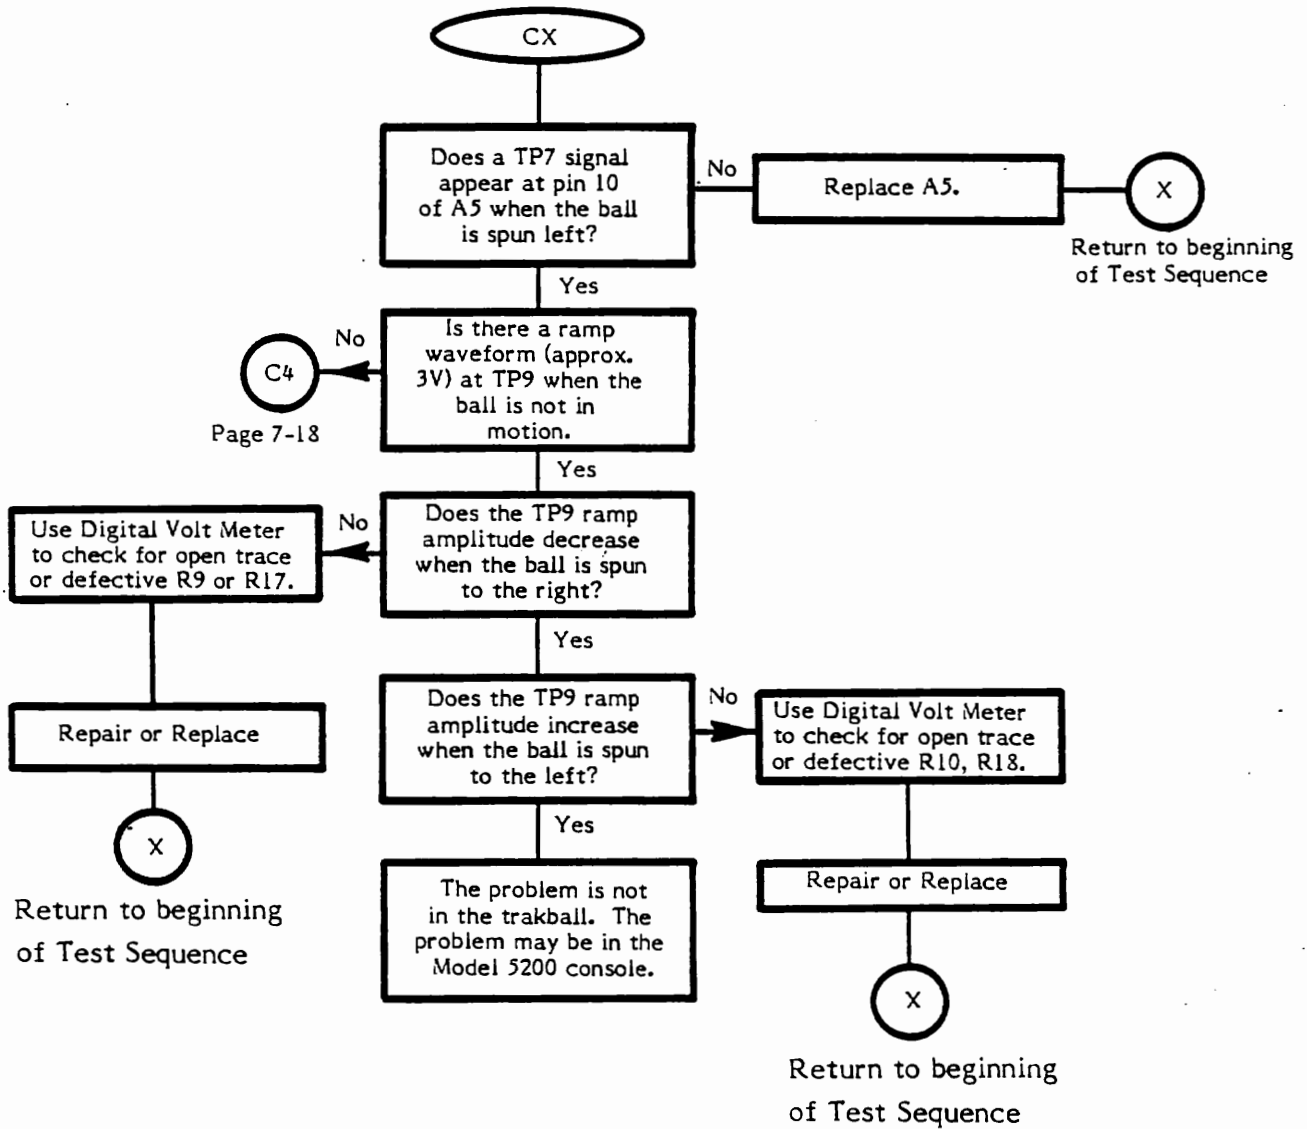 CX
Does a TP7 signal
appear at pin 10
of A5 when the ball
is spun left?
No
Replace A5.
X
Return to beginning
of Test Sequence
Yes
Is there a ramp
waveform (approx.
3V) at TP9 when the
ball is not in
motion.
No
C4
Page 7-18
Yes
Does the TP9 ramp
amplitude decrease
when the ball is spun
to the right?
No
Use Digital Volt Meter
to check for open trace
or defective R9 or R17.
Repair or Replace
X
Return to beginning
of Test Sequence
Yes
Does the TP9 ramp
amplitude increase
when the ball is spun
to the left?
No
Use Digital Volt Meter
to check for open trace
or defective R10, R18.
Repair or Replace
X
Return to beginning
of Test Sequence
Yes
The problem is not
in the trakball. The
problem may be in the
Model 5200 console.